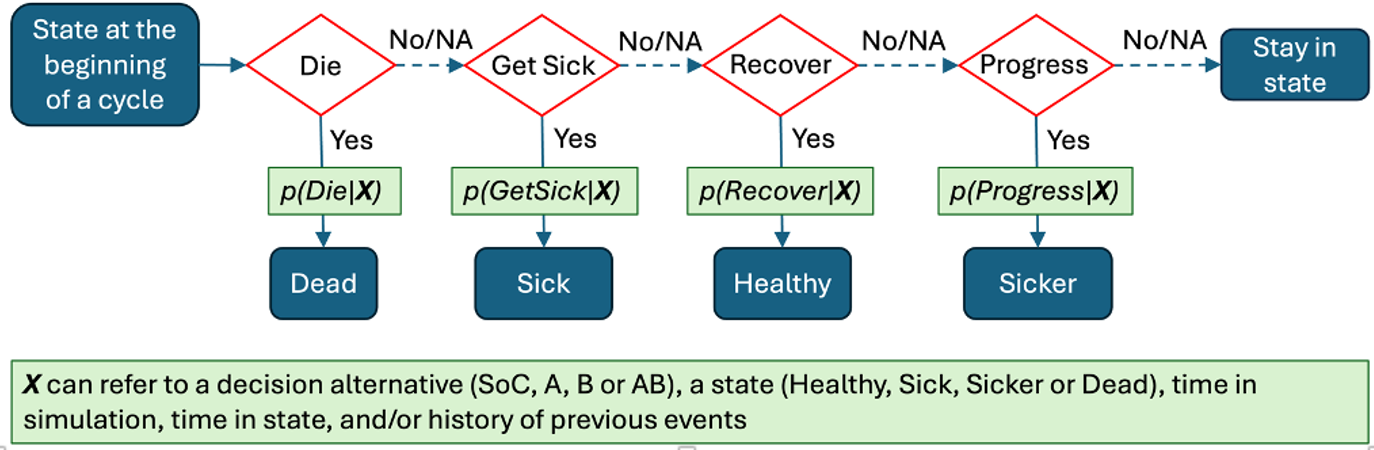 State at the
beginning
of a cycle
Die
No/NA
Get Sick
No/NA
Recover
No/NA
Progress
No/NA
Stay in
state
Yes
Yes
Yes
Yes
p(Die|X)
p(GetSick|X)
p(Recover|X)
p(Progress|X)
Dead
Sick
Healthy
Sicker
X can refer to a decision alternative (SoC, A, B or AB), a state (Healthy, Sick, Sicker or Dead), time in
simulation, time in state, and/or history of previous events